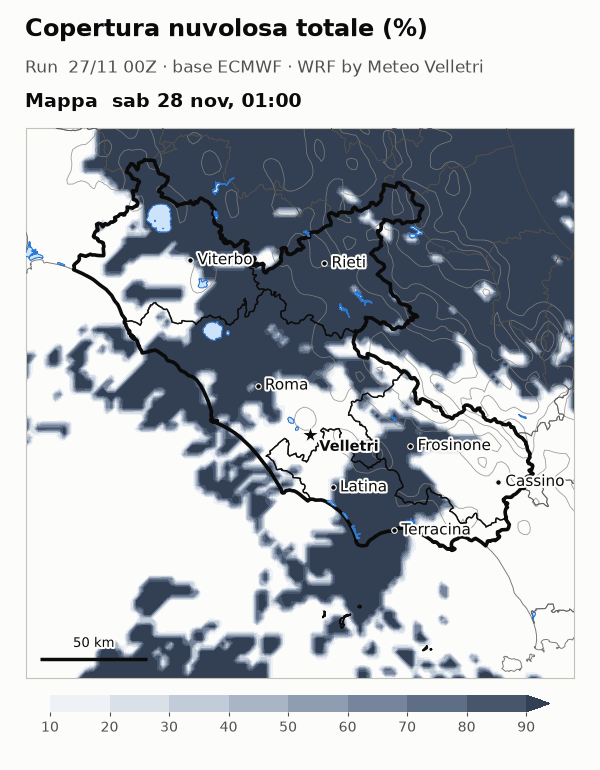 Copertura nuvolosa totale (%)
Run  27/11 00Z · base ECMWF · WRF by Meteo Velletri
Mappa  sab 28 nov, 01:00
Viterbo
Rieti
Roma
Velletri
Frosinone
Latina
Cassino
Terracina
50 km
10 20 30 40 50 60 70 80 90